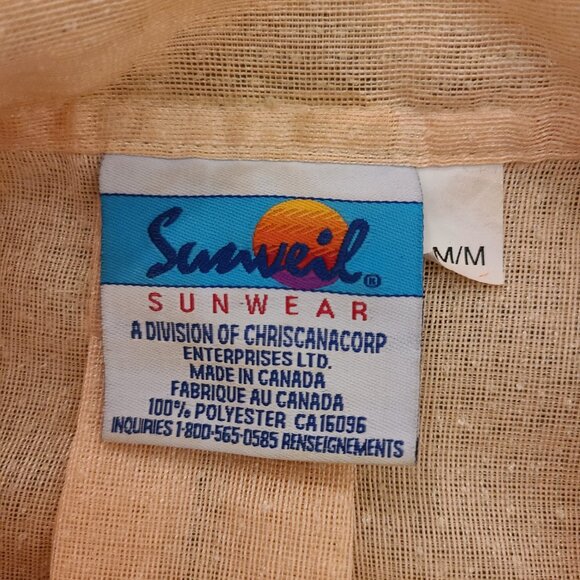 Sunweil®
M/M
SUNWEAR
A DIVISION OF CHRISCANACORP
ENTERPRISES LTD.
MADE IN CANADA
FABRIQUE AU CANADA
100% POLYESTER CA16096
INQUIRIES 1-800-565-0585 RENSEIGNEMENTS